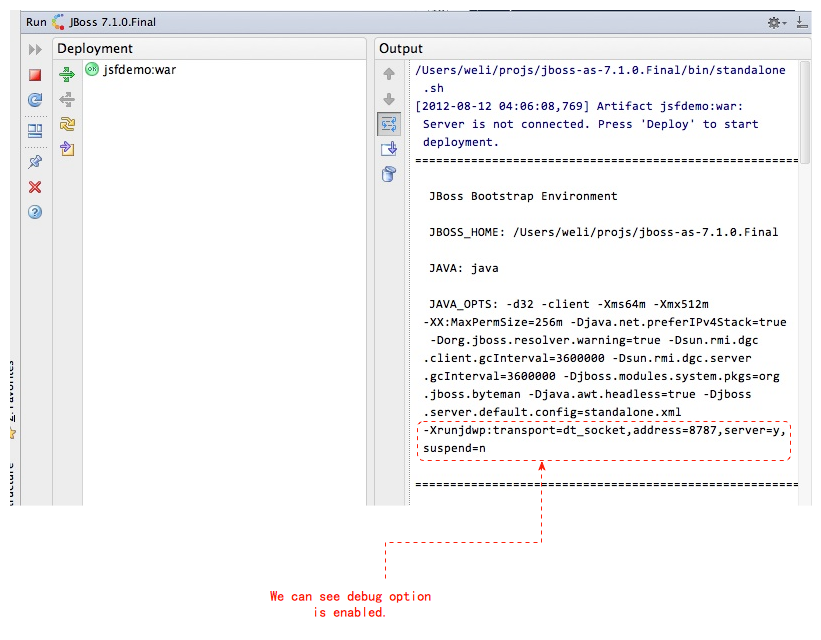 Run JBoss 7.1.0.Final
Deployment
Output
ok jsfdemo:war
/Users/weli/projs/jboss-as-7.1.0.Final/bin/standalone
.sh
[2012-08-12 04:06:08,769] Artifact jsfdemo:war:
Server is not connected. Press 'Deploy' to start
deployment.
=====================================================
JBoss Bootstrap Environment
JBOSS_HOME: /Users/weli/projs/jboss-as-7.1.0.Final
JAVA: java
JAVA_OPTS: -d32 -client -Xms64m -Xmx512m
-XX:MaxPermSize=256m -Djava.net.preferIPv4Stack=true
-Dorg.jboss.resolver.warning=true -Dsun.rmi.dgc
.client.gcInterval=3600000 -Dsun.rmi.dgc.server
.gcInterval=3600000 -Djboss.modules.system.pkgs=org
.jboss.byteman -Djava.awt.headless=true -Djboss
.server.default.config=standalone.xml
-Xrunjdwp:transport=dt_socket,address=8787,server=y,
suspend=n
=====================================================
We can see debug option
is enabled.